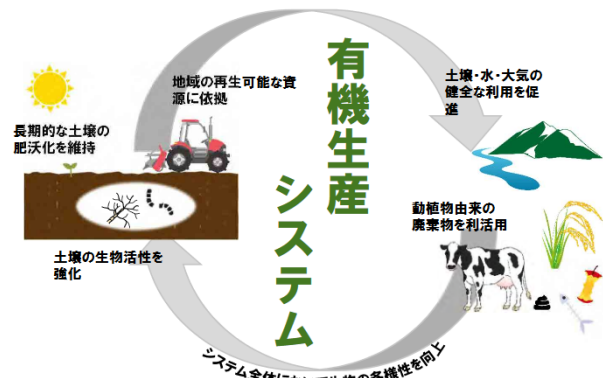 有機生産
システム
地域の再生可能な資
源に依拠
土壌・水・大気の
健全な利用を促
進
長期的な土壌の
肥沃化を維持
動植物由来の
廃棄物を利活用
土壌の生物活性を
強化
システム全体において生物の多様性を向上